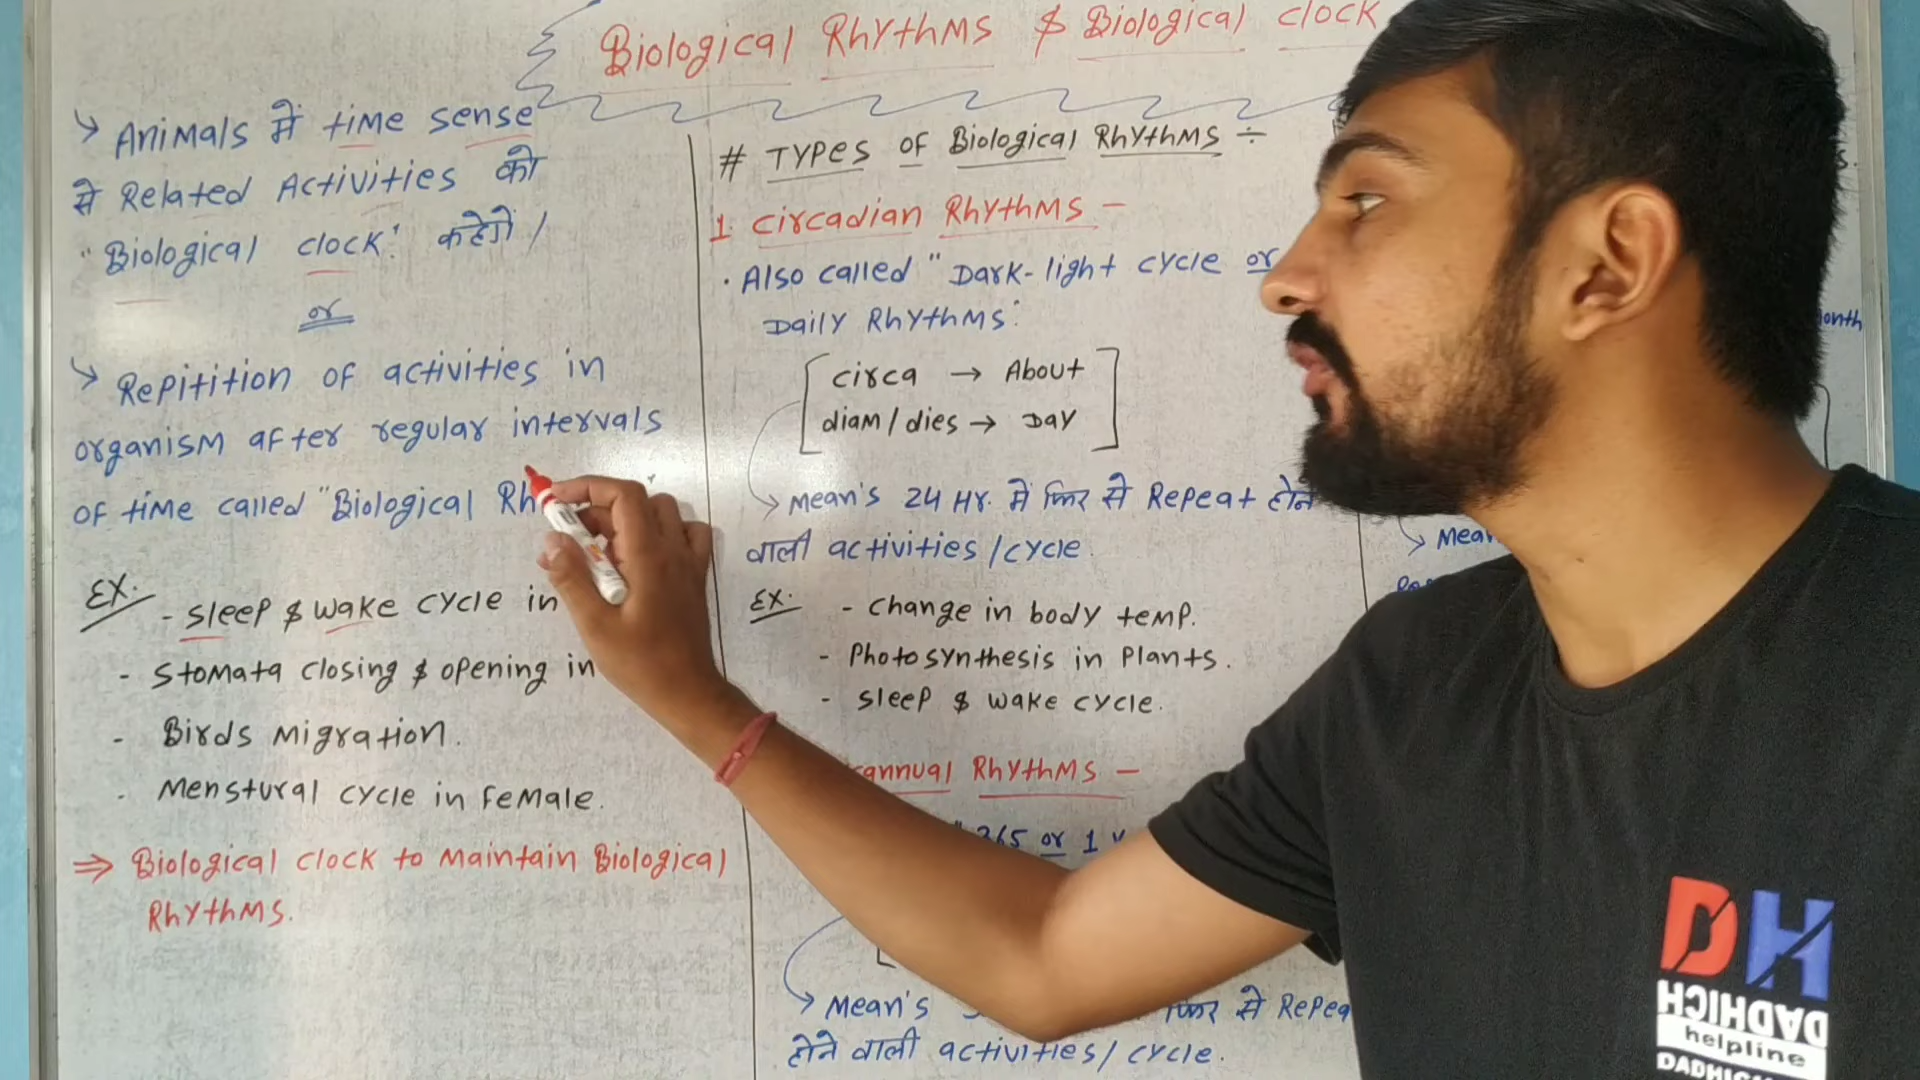 Biological Rhythms & Biological clock
↳ Animals में time sense
से Related Activities को
"Biological clock" कहेगें /
or
↳ Repitition of activities in
organism after regular intervals
of time called "Biological Rh
Ex. - Sleep & wake cycle in
- Stomata closing & opening in
- Birds Migration.
- Menstural cycle in Female.
⇒ Biological clock to Maintain Biological
Rhythms.
# Types of Biological Rhythms ÷
1. Circadian Rhythms -
• Also called "Dark-light cycle or
Daily Rhythms"
circa → About
diam/dies → Day
↳ Mean's 24 Hr. में फिर से Repeat होने
वाली activities/cycle.
Ex. - Change in body temp.
- Photosynthesis in Plants.
- Sleep & wake cycle.
annual Rhythms -
365 or 1
↳ Mean's फिर से Repea
होने वाली activities/cycle.
onth
↳ Mean
DH
DADHICH
helpline